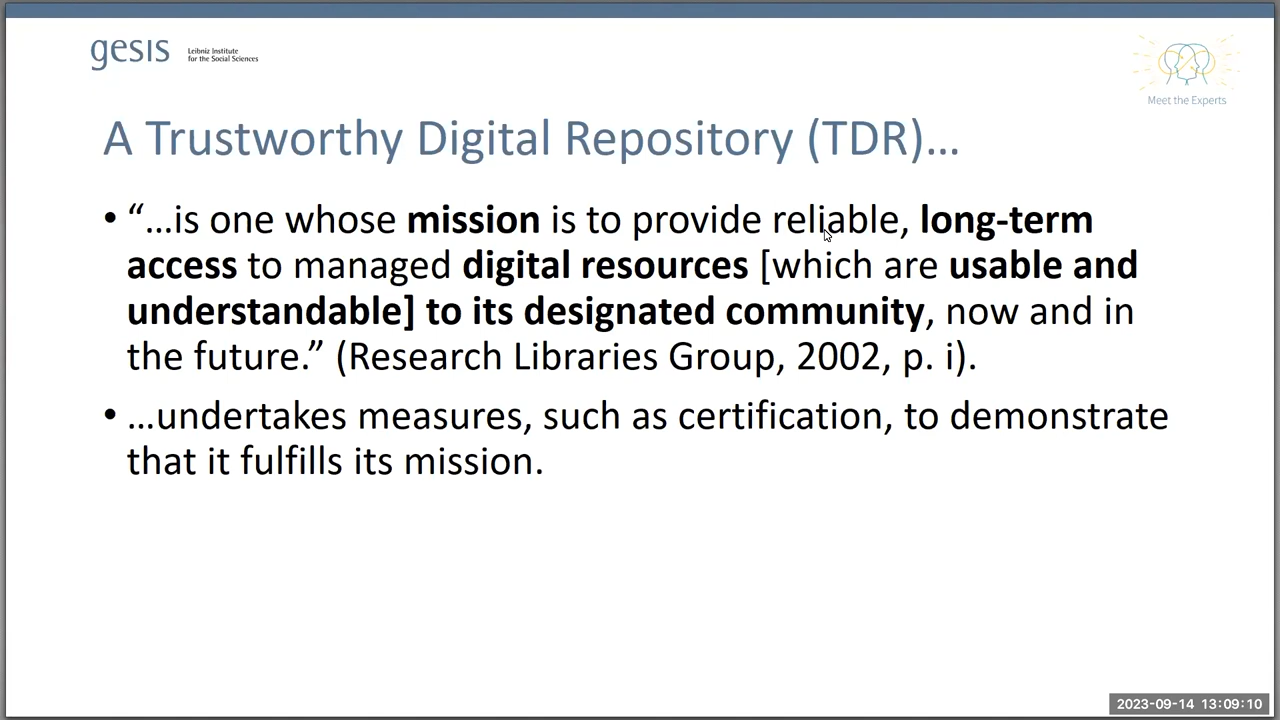 gesis
Leibniz Institute
for the Social Sciences
Meet the Experts
A Trustworthy Digital Repository (TDR)...
• “...is one whose mission is to provide reliable, long-term
access to managed digital resources [which are usable and
understandable] to its designated community, now and in
the future.” (Research Libraries Group, 2002, p. i).
• ...undertakes measures, such as certification, to demonstrate
that it fulfills its mission.
2023-09-14 13:09:10